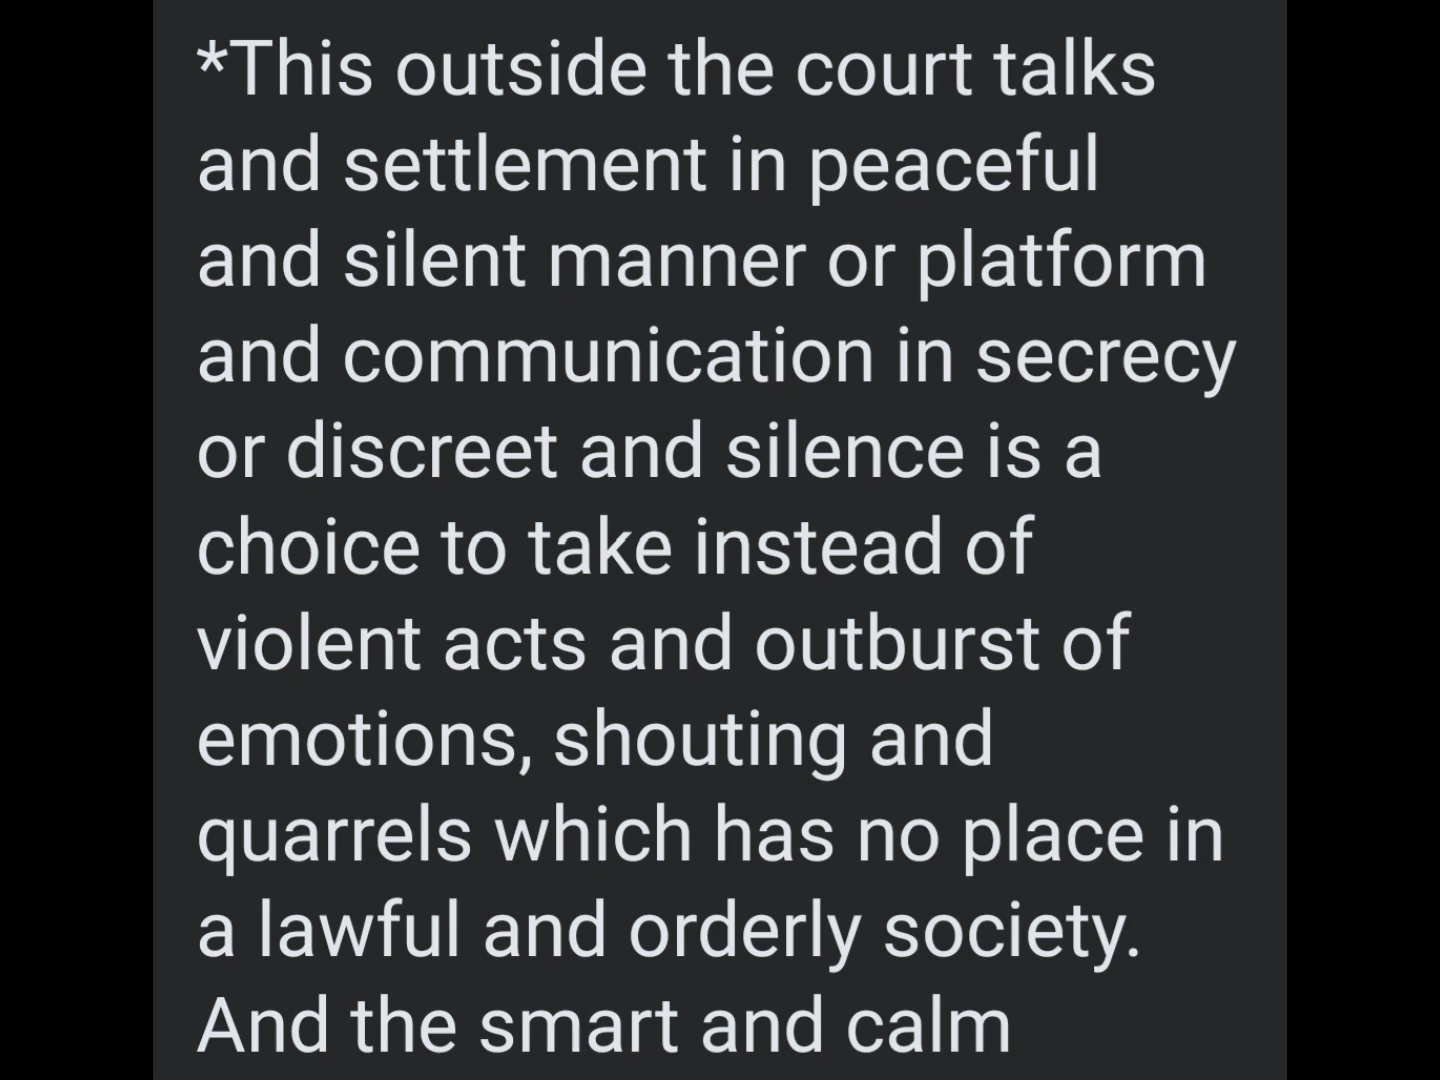 *This outside the court talks
and settlement in peaceful
and silent manner or platform
and communication in secrecy
or discreet and silence is a
choice to take instead of
violent acts and outburst of
emotions, shouting and
quarrels which has no place in
a lawful and orderly society.
And the smart and calm